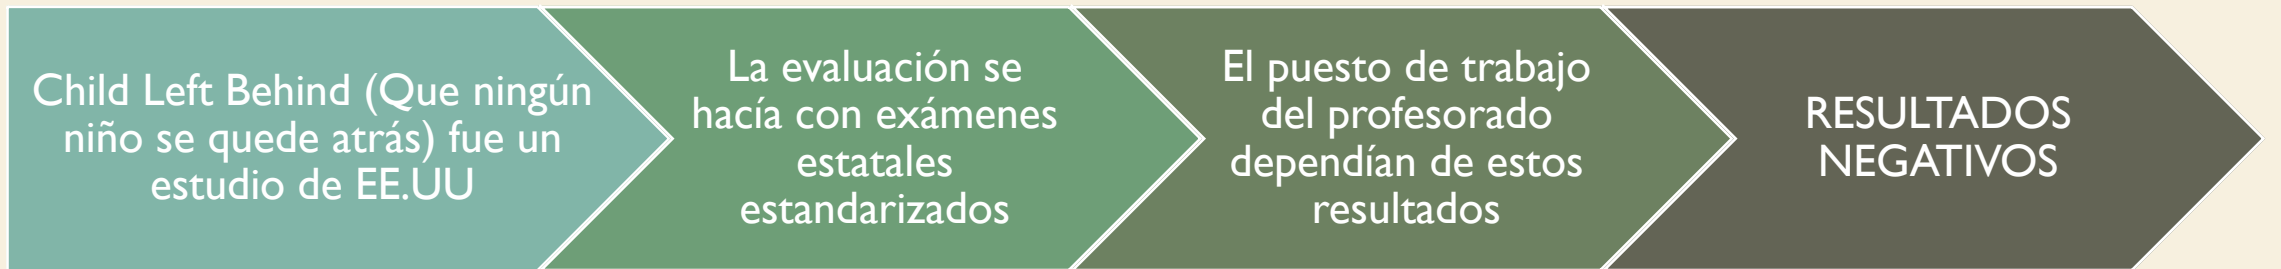 Child Left Behind (Que ningún
niño se quede atrás) fue un
estudio de EE.UU
La evaluación se
hacía con exámenes
estatales
estandarizados
El puesto de trabajo
del profesorado
dependían de estos
resultados
RESULTADOS
NEGATIVOS